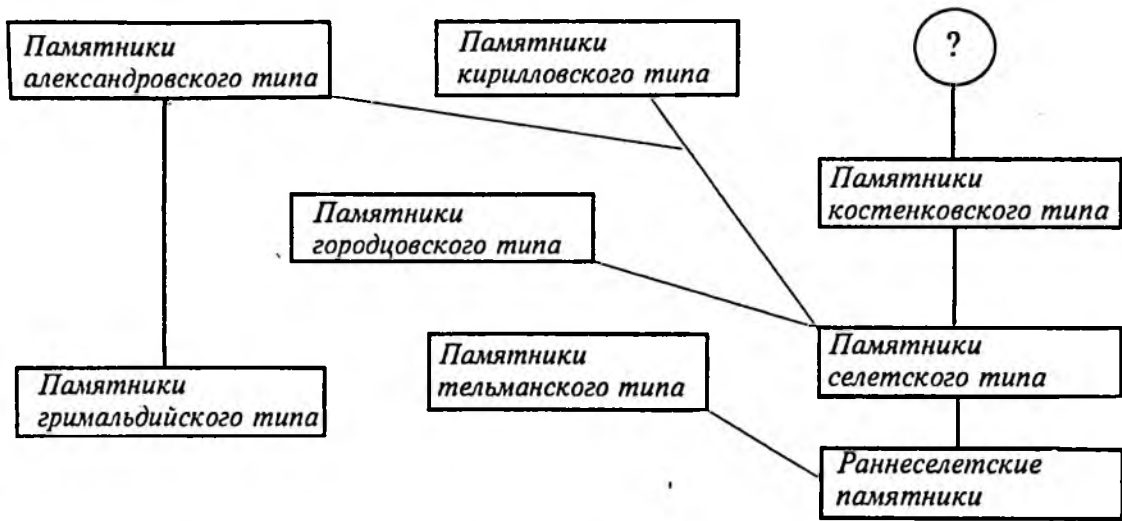 Памятники
александровского типа
Памятники
кирилловского типа
?
Памятники
костенковского типа
Памятники
городцовского типа
Памятники
селетского типа
Памятники
тельманского типа
Памятники
гримальдийского типа
Раннеселетские
памятники